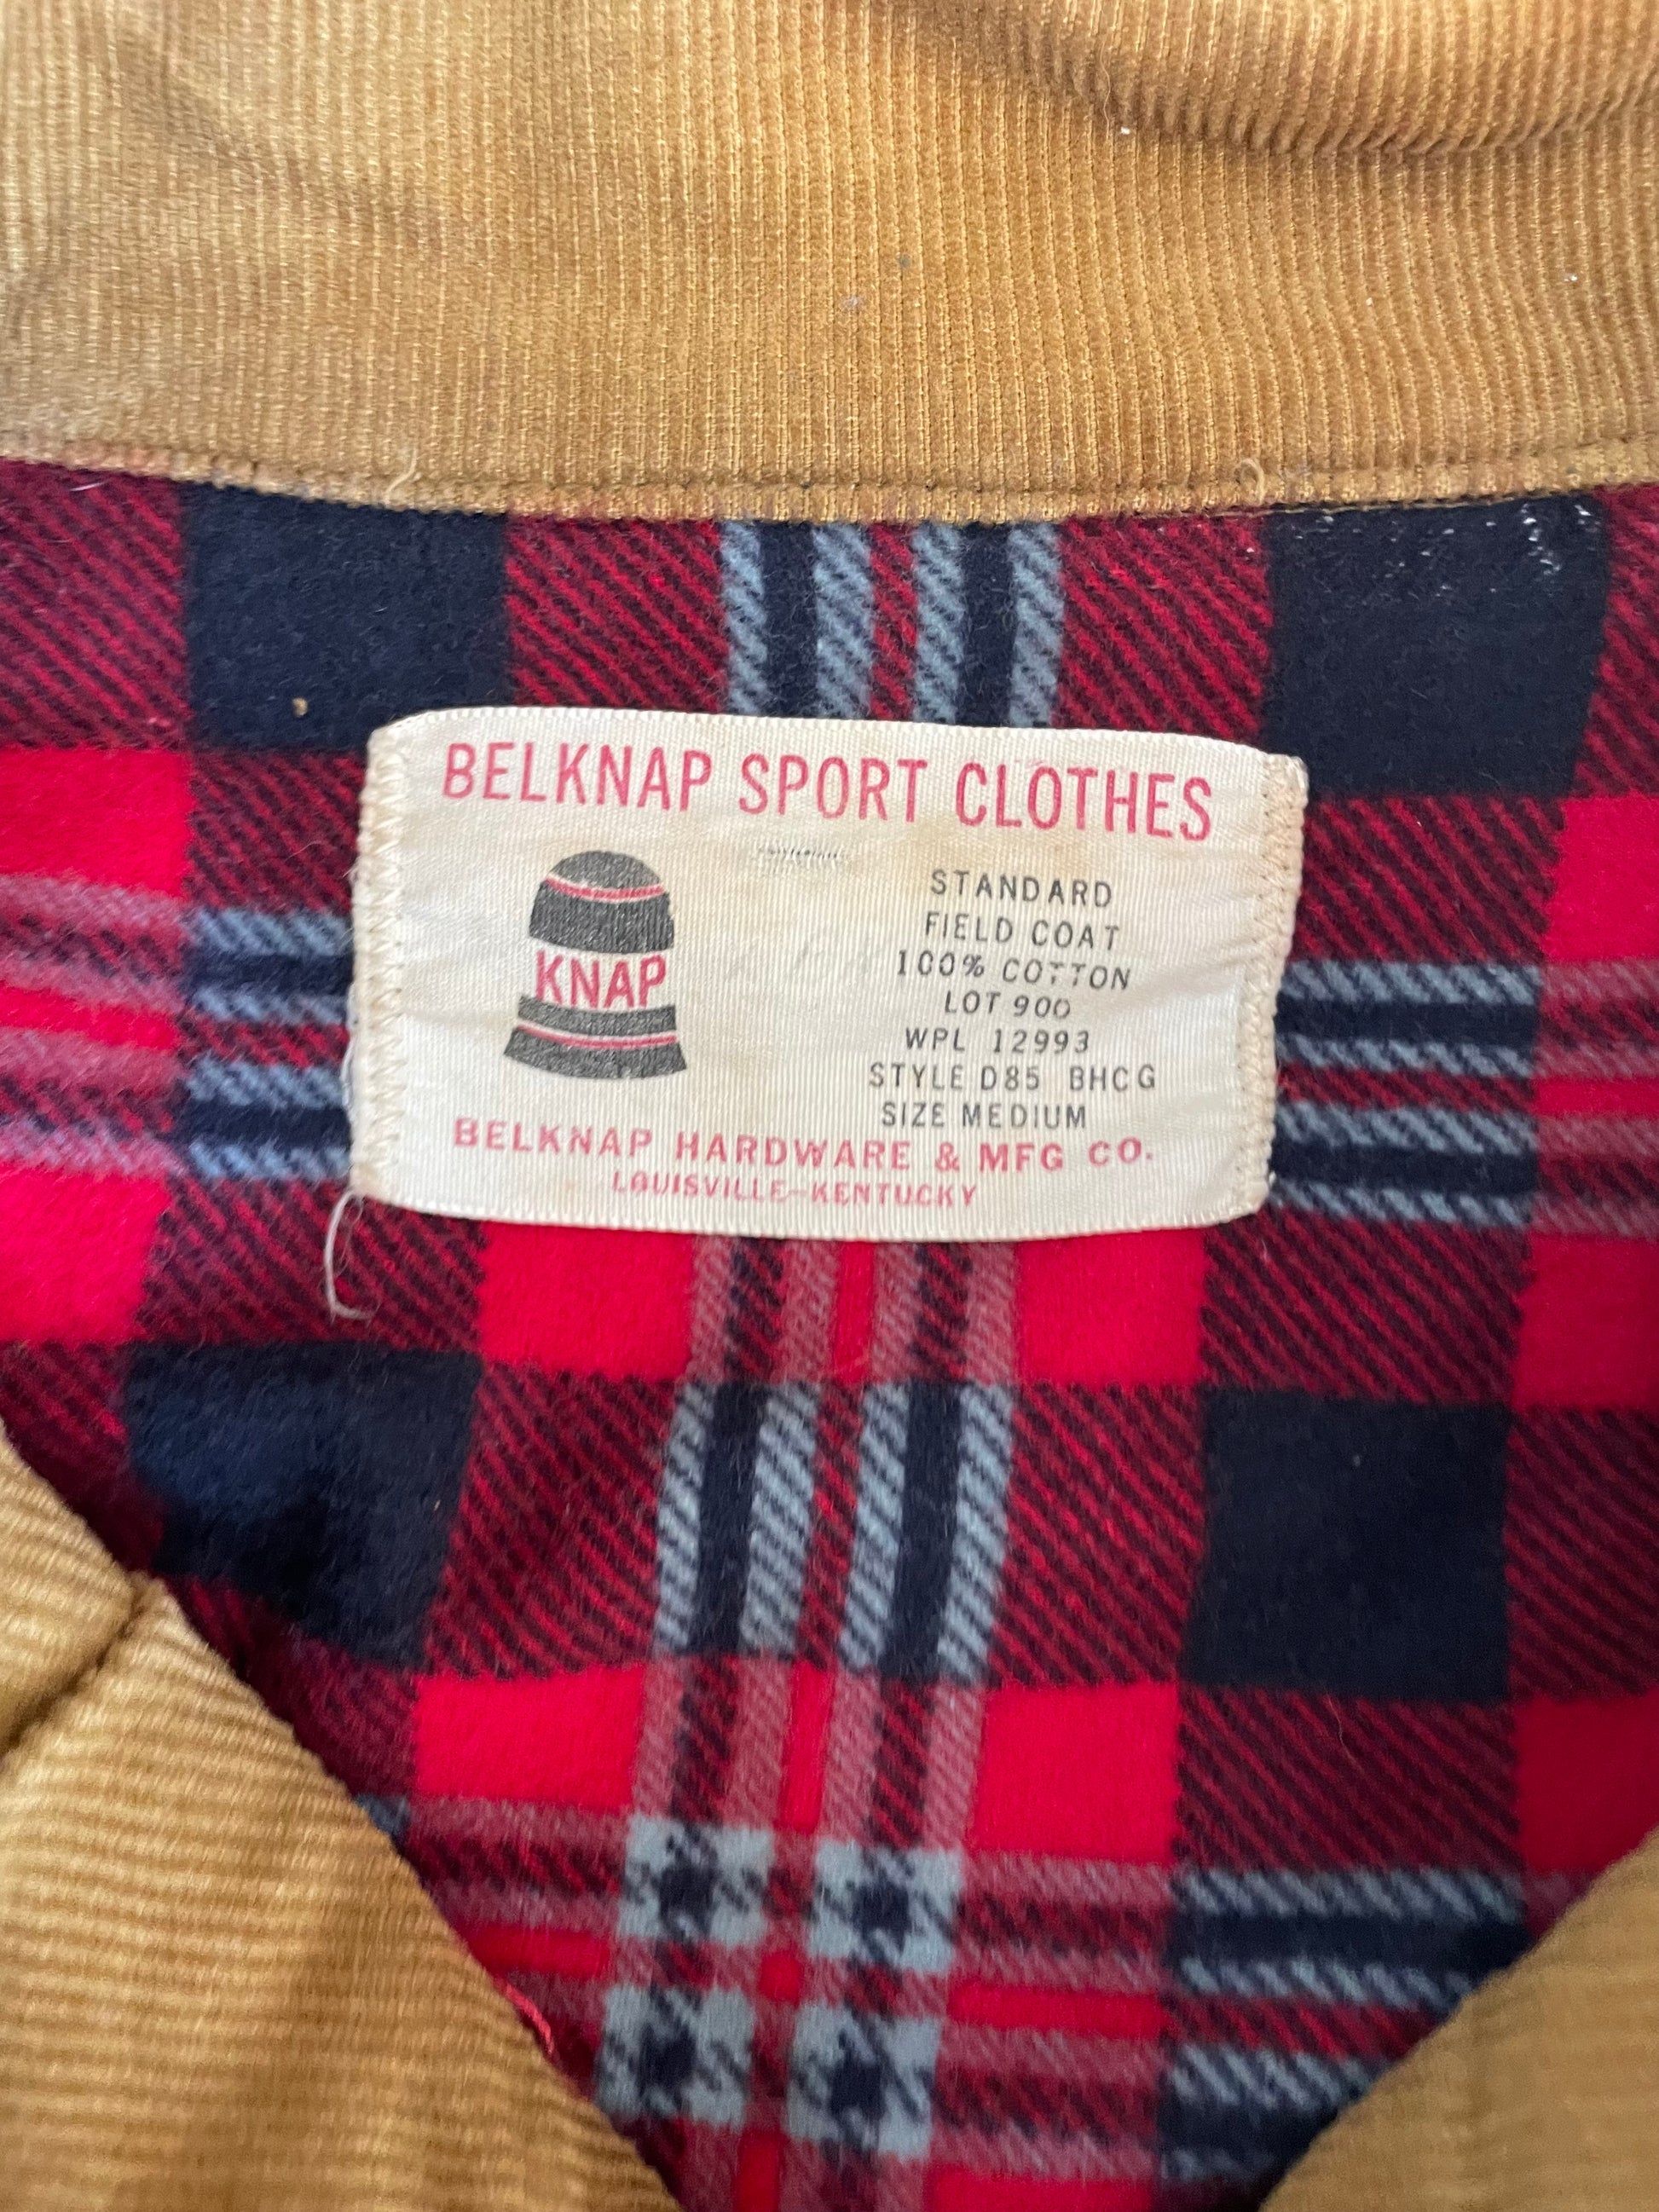 BELKNAP SPORT CLOTHES
KNAP
STANDARD
FIELD COAT
100% COTTON
LOT 900
WPL 12993
STYLE D85 BHCG
SIZE MEDIUM
BELKNAP HARDWARE & MFG CO.
LOUISVILLE-KENTUCKY